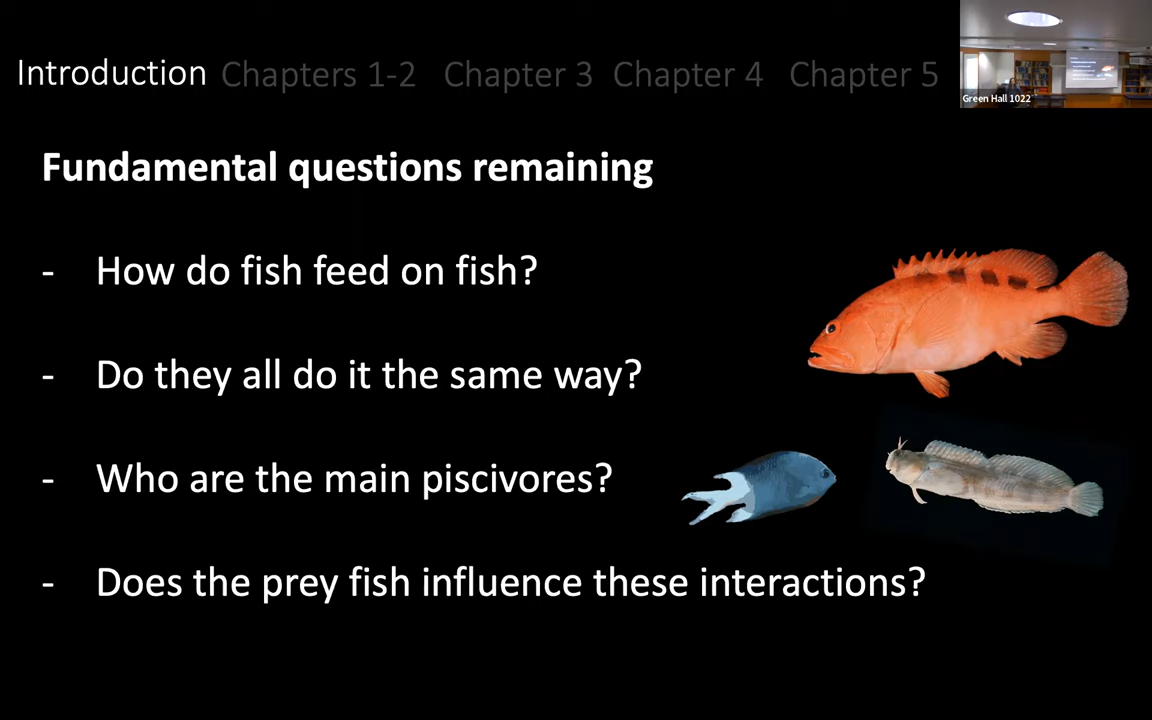 Introduction Chapters 1-2 Chapter 3 Chapter 4 Chapter 5
Green Hall 1022
Fundamental questions remaining
- How do fish feed on fish?
- Do they all do it the same way?
- Who are the main piscivores?
- Does the prey fish influence these interactions?